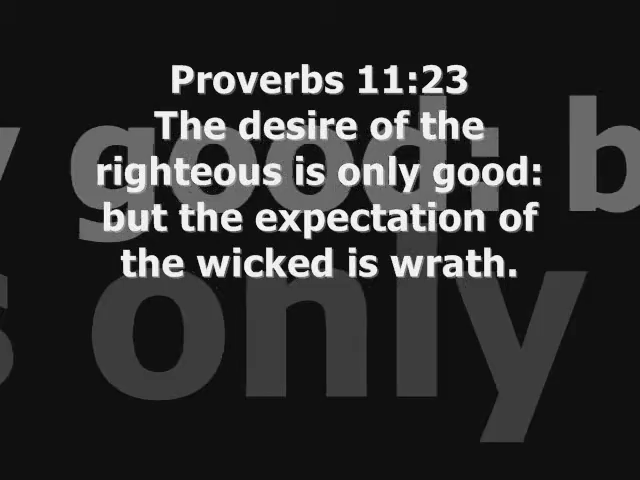 Proverbs 11:23
The desire of the
righteous is only good:
but the expectation of
the wicked is wrath.
y good: b
s only